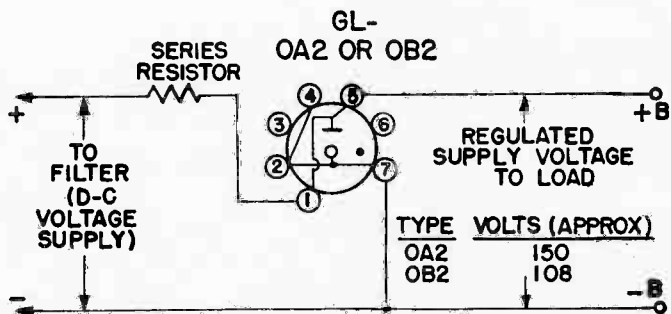 GL-
OA2 OR OB2
SERIES
RESISTOR
4
5
3
6
2
7
1
+
+B
TO
FILTER
(D-C
VOLTAGE
SUPPLY)
REGULATED
SUPPLY VOLTAGE
TO LOAD
TYPE VOLTS (APPROX)
OA2 150
OB2 108
-
-B